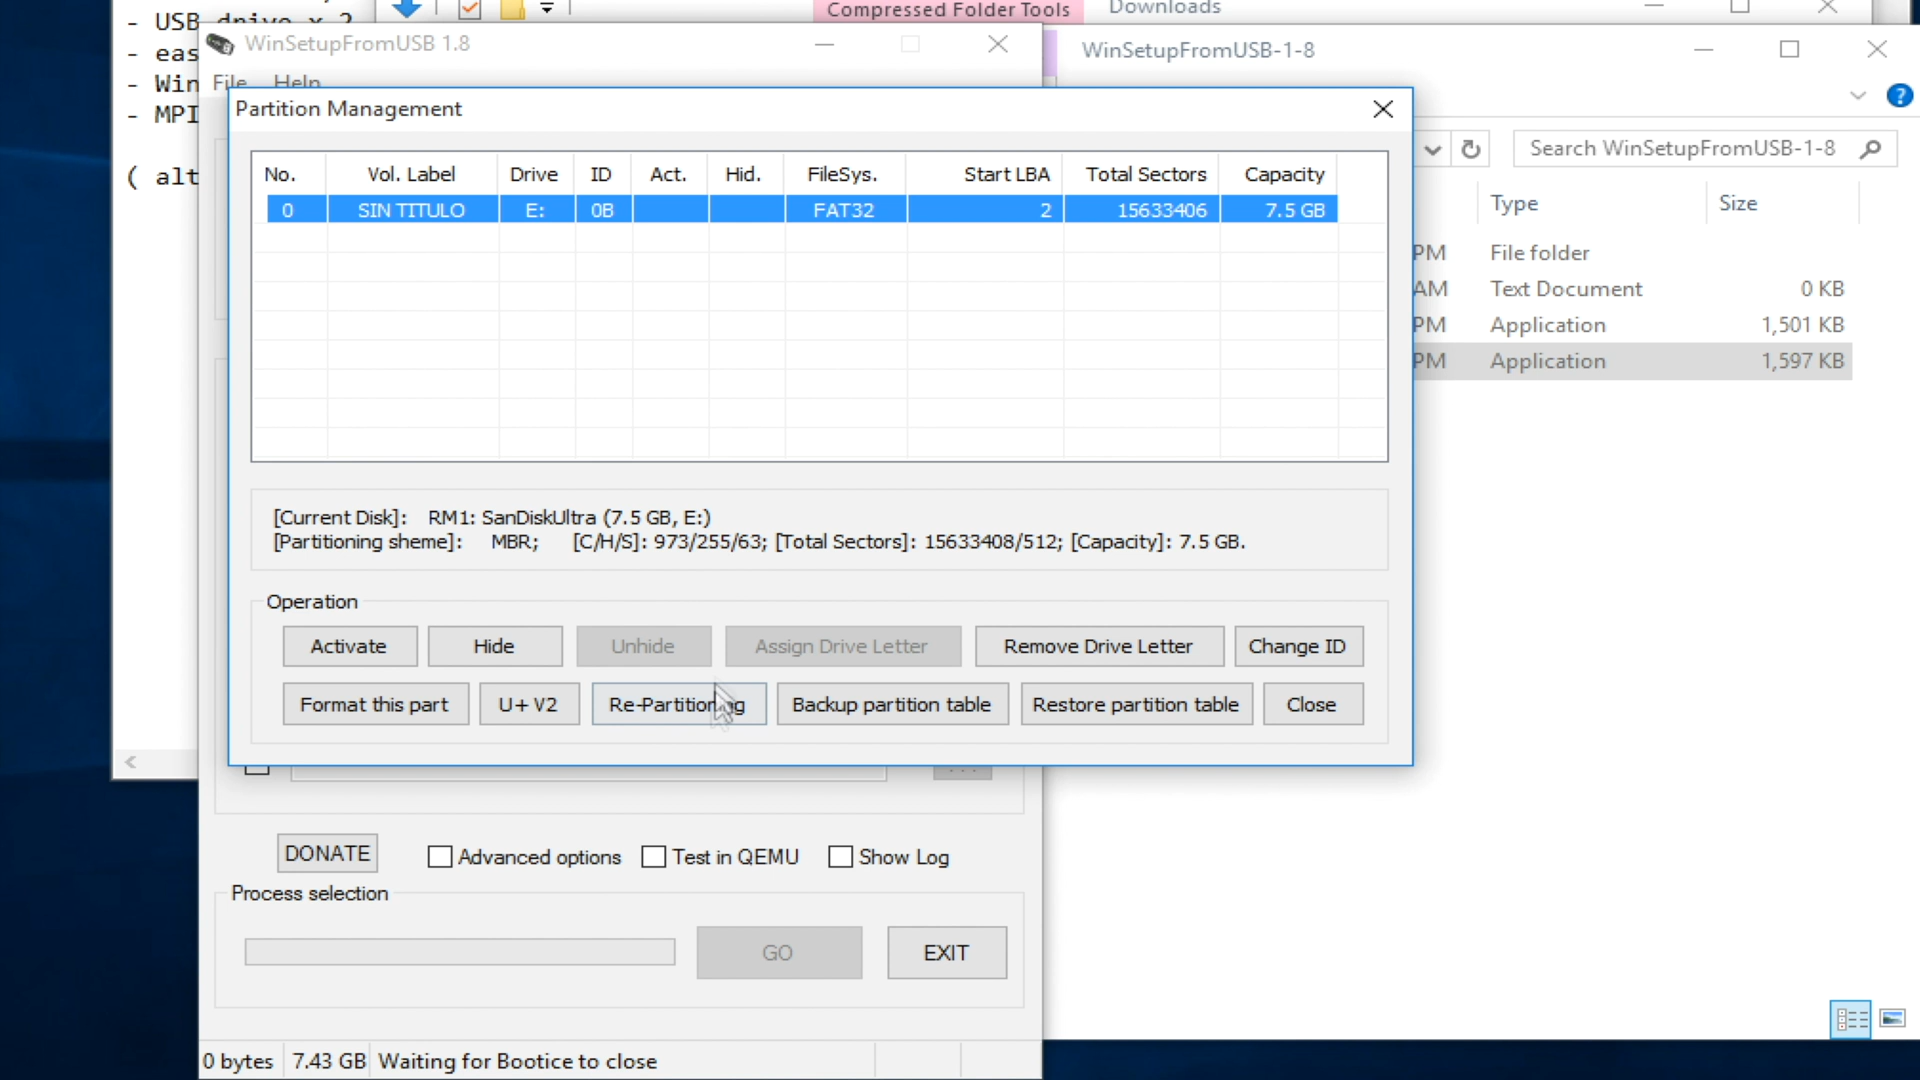 - USB drive x 2
- eas
- Win
- MPI
( alt
Compressed Folder Tools
Downloads
WinSetupFromUSB 1.8
File Help
WinSetupFromUSB-1-8
Search WinSetupFromUSB-1-8
Type Size
PM File folder
AM Text Document 0 KB
PM Application 1,501 KB
PM Application 1,597 KB
Partition Management
No. Vol. Label Drive ID Act. Hid. FileSys. Start LBA Total Sectors Capacity
0 SIN TITULO E: 0B FAT32 2 15633406 7.5 GB
[Current Disk]: RM1: SanDiskUltra (7.5 GB, E:)
[Partitioning sheme]: MBR; [C/H/S]: 973/255/63; [Total Sectors]: 15633408/512; [Capacity]: 7.5 GB.
Operation
Activate Hide Unhide Assign Drive Letter Remove Drive Letter Change ID
Format this part U+ V2 Re-Partitioning Backup partition table Restore partition table Close
...
DONATE Advanced options Test in QEMU Show Log
Process selection
GO EXIT
0 bytes 7.43 GB Waiting for Bootice to close